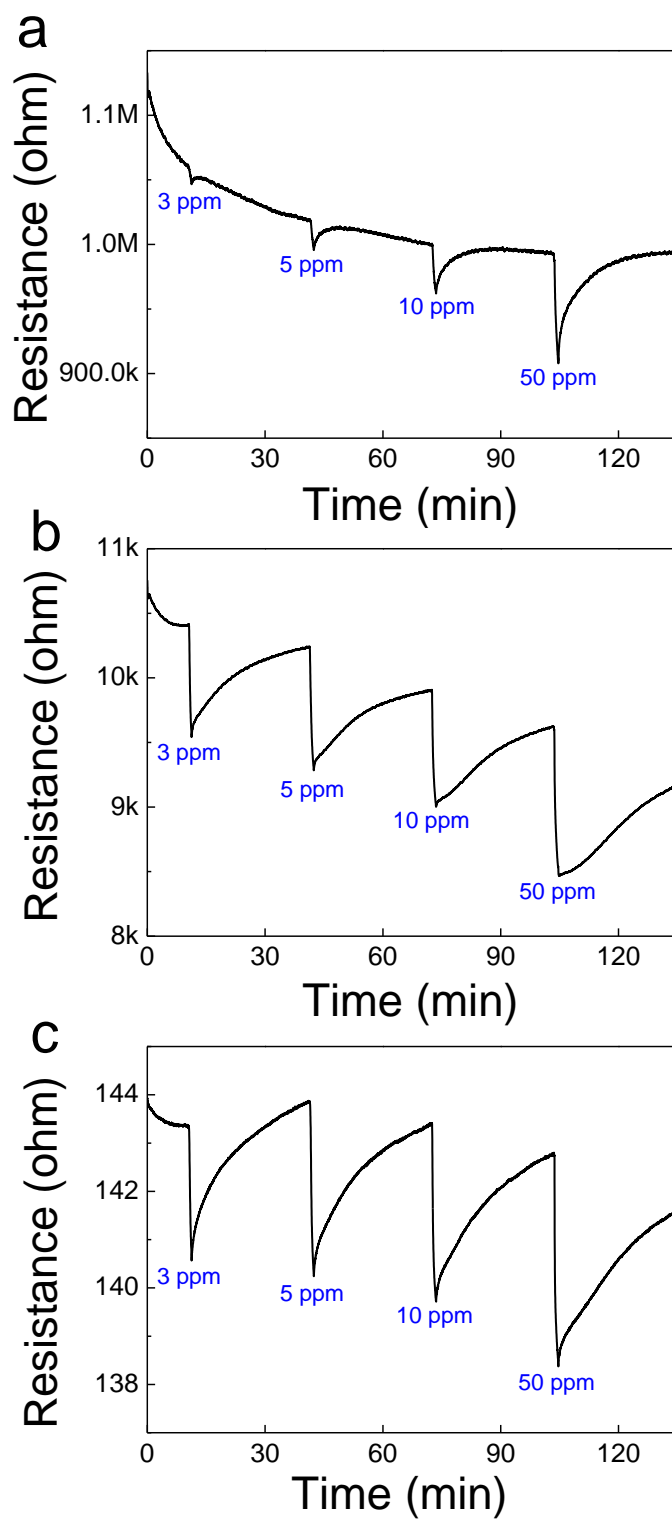 a
Resistance (ohm)
1.1M
1.0M
900.0k
3 ppm
5 ppm
10 ppm
50 ppm
0 30 60 90 120
Time (min)
b
Resistance (ohm)
11k
10k
9k
8k
3 ppm
5 ppm
10 ppm
50 ppm
0 30 60 90 120
Time (min)
c
Resistance (ohm)
144
142
140
138
3 ppm
5 ppm
10 ppm
50 ppm
0 30 60 90 120
Time (min)